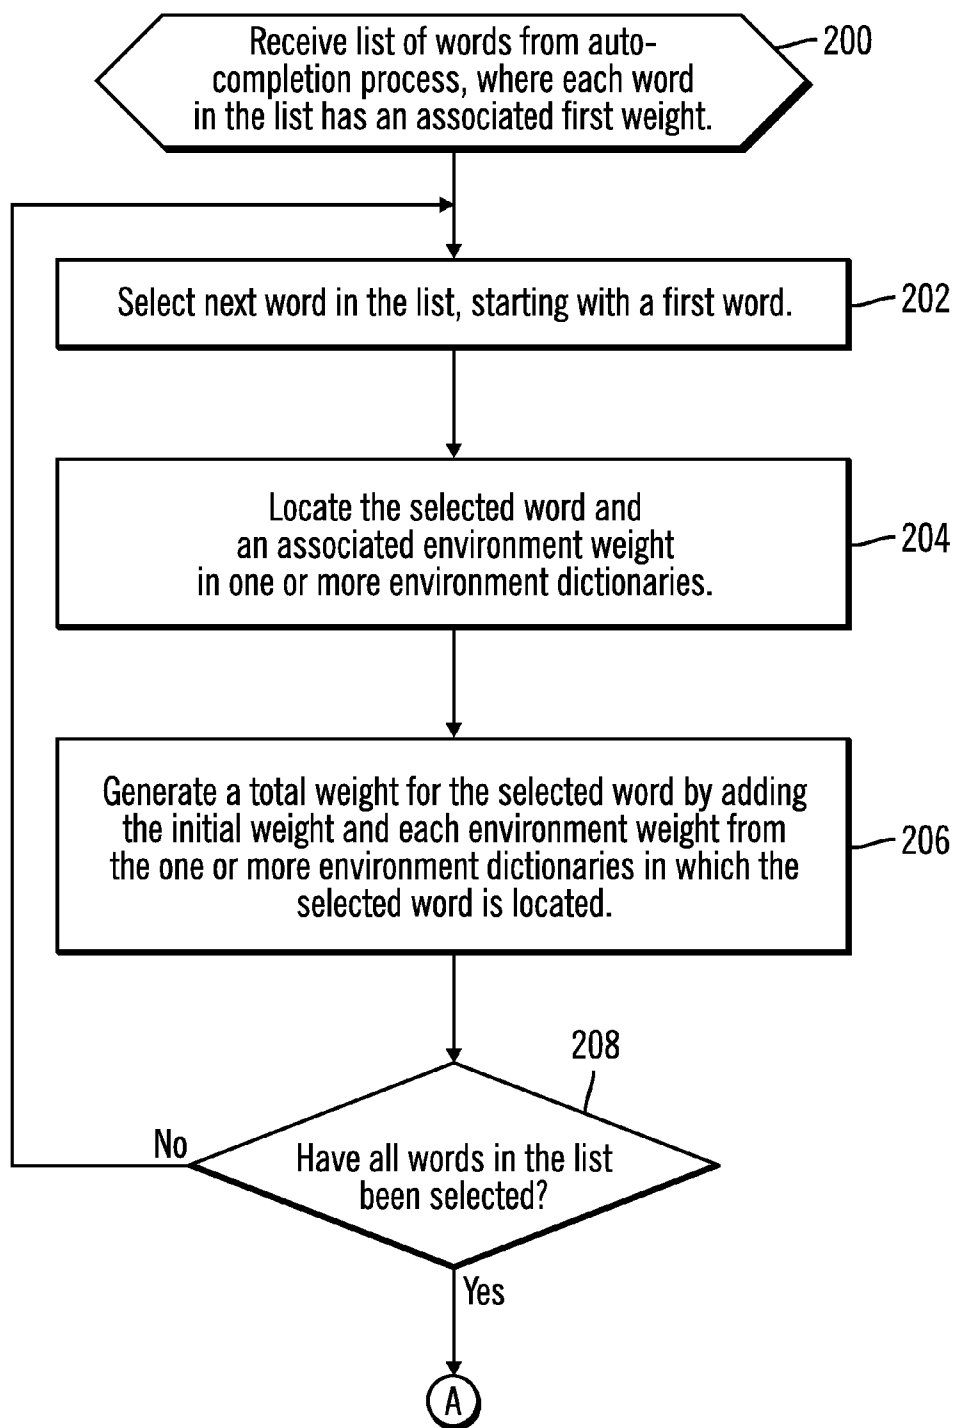 Receive list of words from auto-
completion process, where each word
in the list has an associated first weight.
200
Select next word in the list, starting with a first word.
202
Locate the selected word and
an associated environment weight
in one or more environment dictionaries.
204
Generate a total weight for the selected word by adding
the initial weight and each environment weight from
the one or more environment dictionaries in which the
selected word is located.
206
208
No
Have all words in the list
been selected?
Yes
A